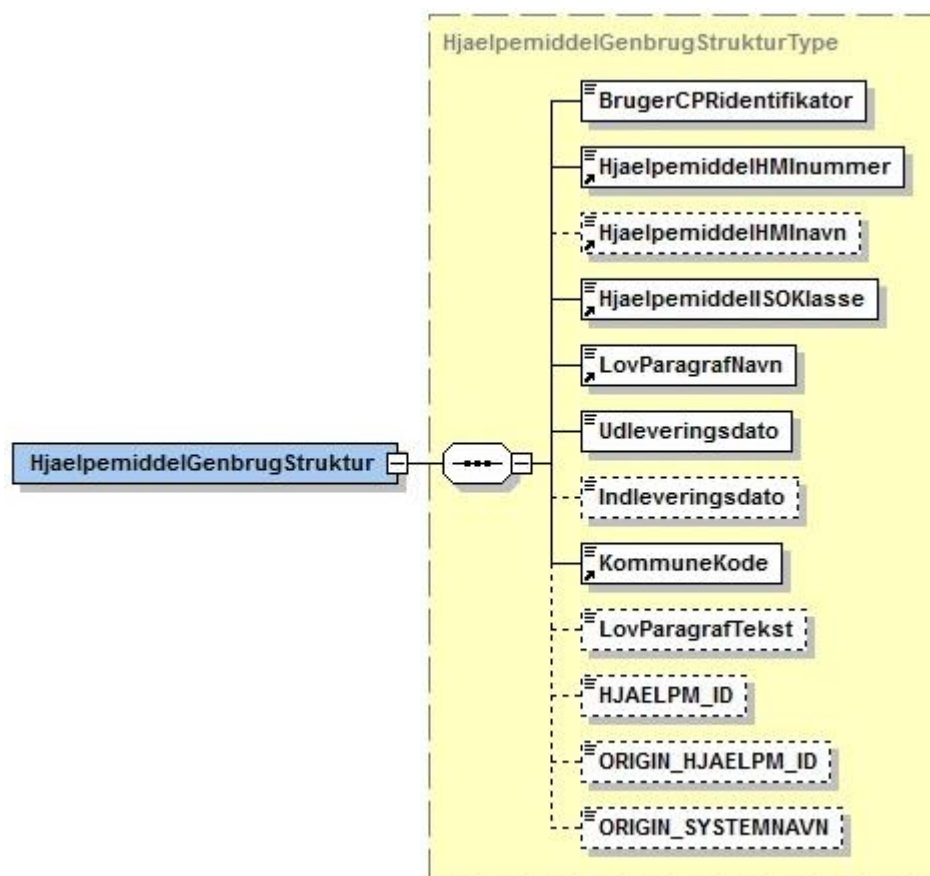 HjaelpemiddelGenbrugStrukturType
BrugerCPRidentifikator
HjaelpemiddelHMInummer
HjaelpemiddelHMInavn
HjaelpemiddelISOKlasse
LovParagrafNavn
Udleveringsdato
HjaelpemiddelGenbrugStruktur
Indleveringsdato
KommuneKode
LovParagrafTekst
HJAELPM_ID
ORIGIN_HJAELPM_ID
ORIGIN_SYSTEMNAVN